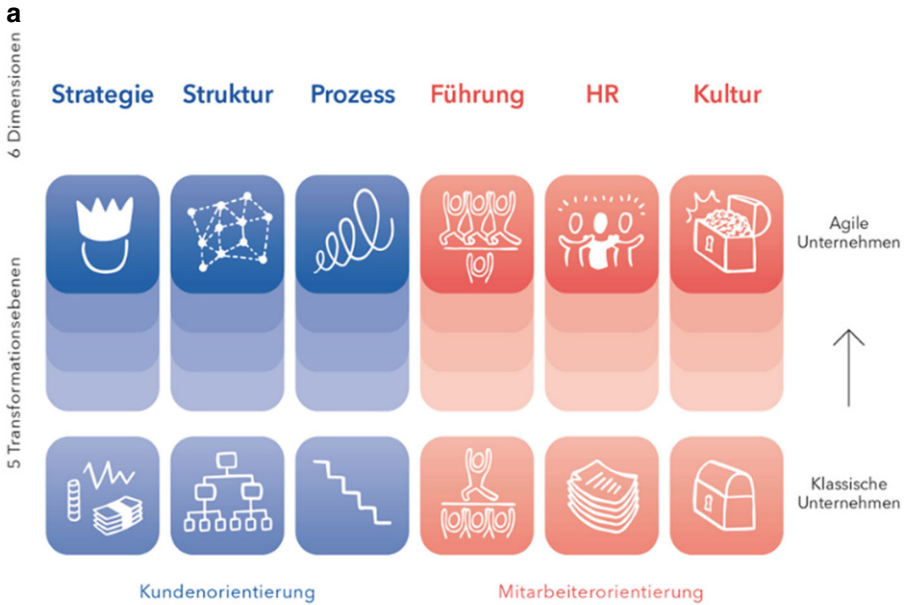 a
6 Dimensionen
Strategie Struktur Prozess Führung HR Kultur
5 Transformationsebenen
Agile
Unternehmen
Klassische
Unternehmen
Kundenorientierung Mitarbeiterorientierung